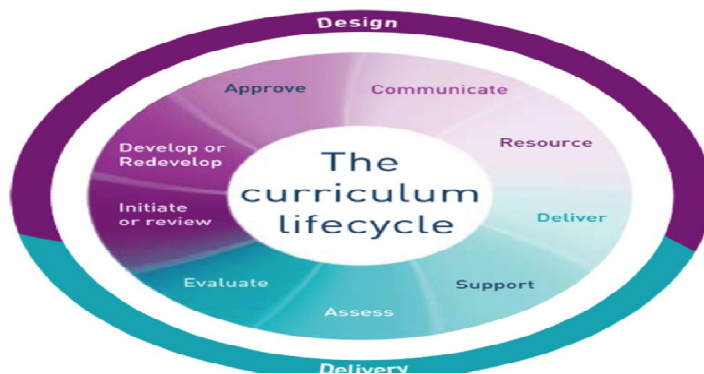 Design
Approve
Communicate
Develop or
Redevelop
Resource
The
curriculum
lifecycle
Initiate
or review
Deliver
Evaluate
Support
Assess
Delivery